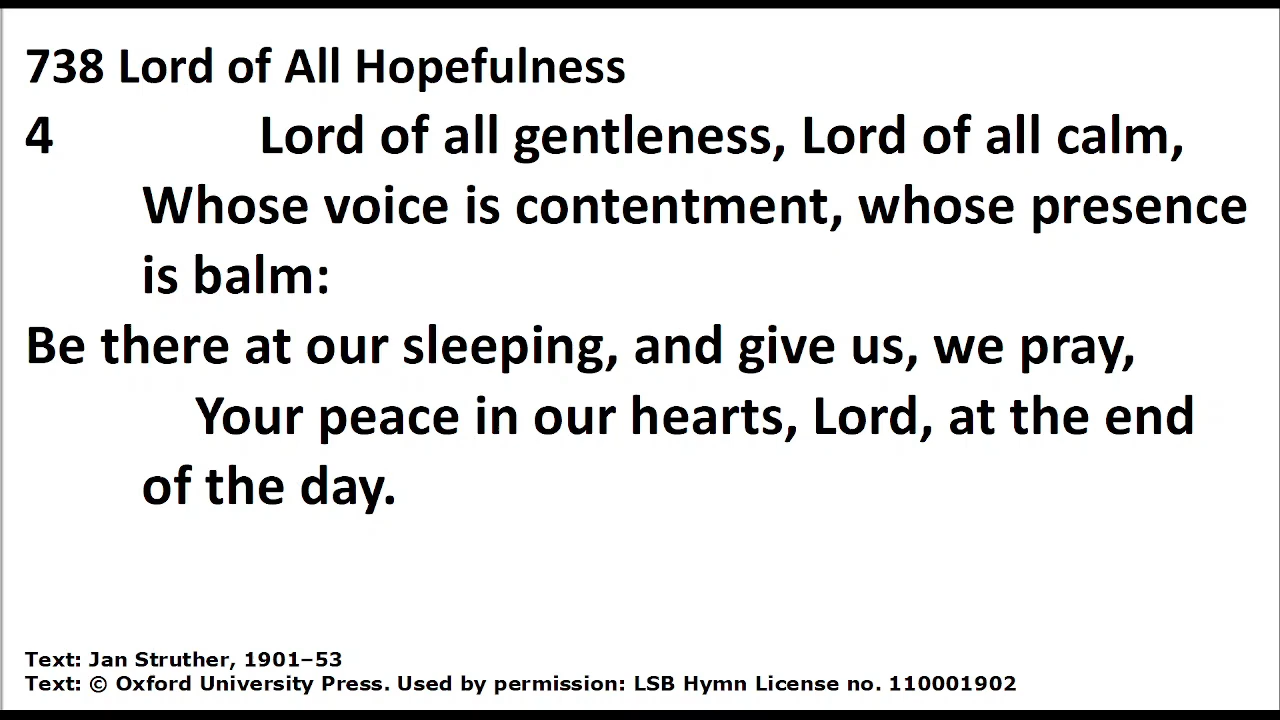 738 Lord of All Hopefulness
4 Lord of all gentleness, Lord of all calm,
Whose voice is contentment, whose presence
is balm:
Be there at our sleeping, and give us, we pray,
Your peace in our hearts, Lord, at the end
of the day.
Text: Jan Struther, 1901–53
Text: © Oxford University Press. Used by permission: LSB Hymn License no. 110001902